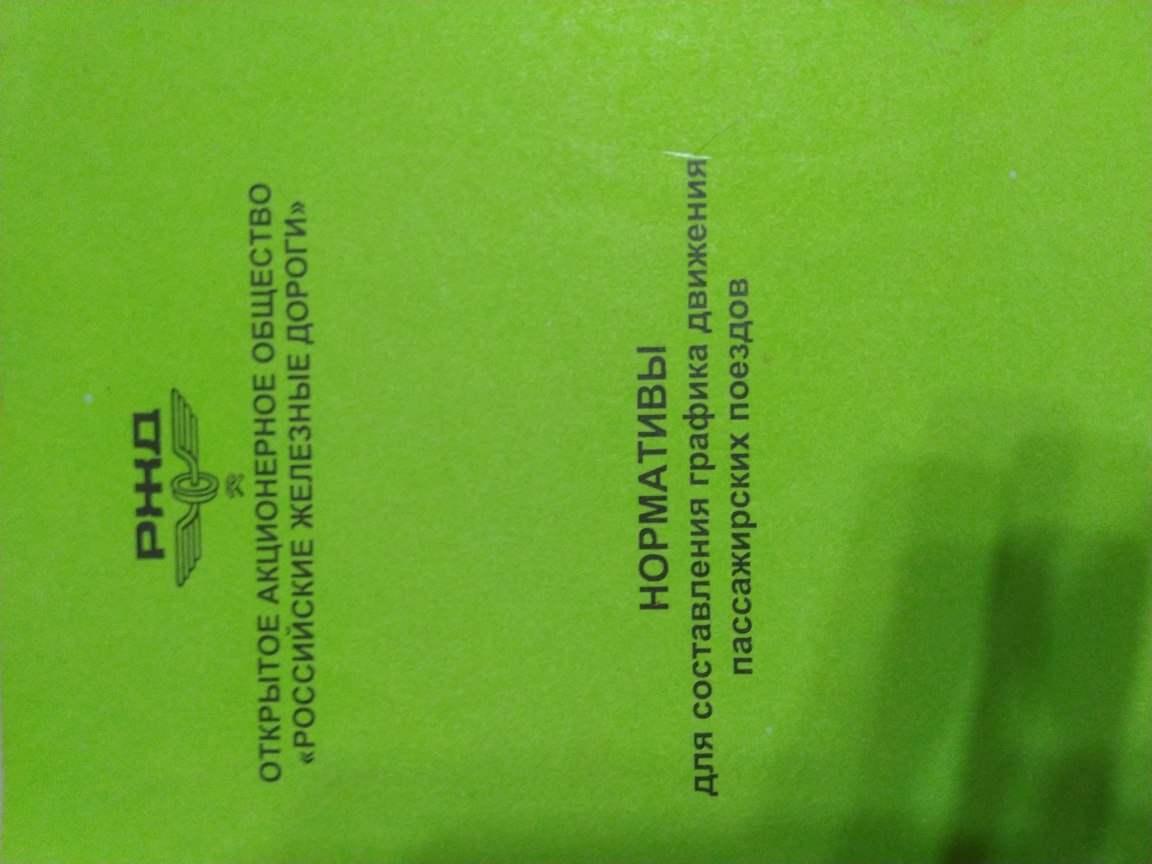 РЖД
ОТКРЫТОЕ АКЦИОНЕРНОЕ ОБЩЕСТВО
«РОССИЙСКИЕ ЖЕЛЕЗНЫЕ ДОРОГИ»
НОРМАТИВЫ
для составления графика движения
пассажирских поездов